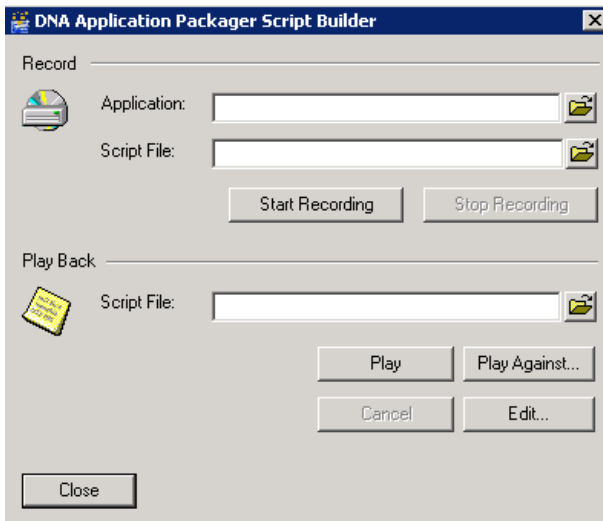 DNA Application Packager Script Builder
Record
Application:
Script File:
Start Recording Stop Recording
Play Back
Script File:
Play Play Against...
Cancel Edit...
Close